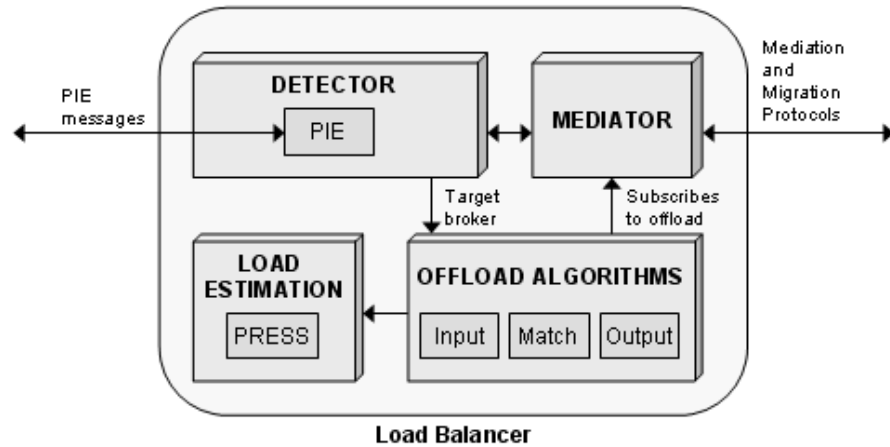 PIE
messages
DETECTOR
PIE
MEDIATOR
Mediation
and
Migration
Protocols
Target
broker
Subscribes
to offload
LOAD
ESTIMATION
PRESS
OFFLOAD ALGORITHMS
Input
Match
Output
Load Balancer